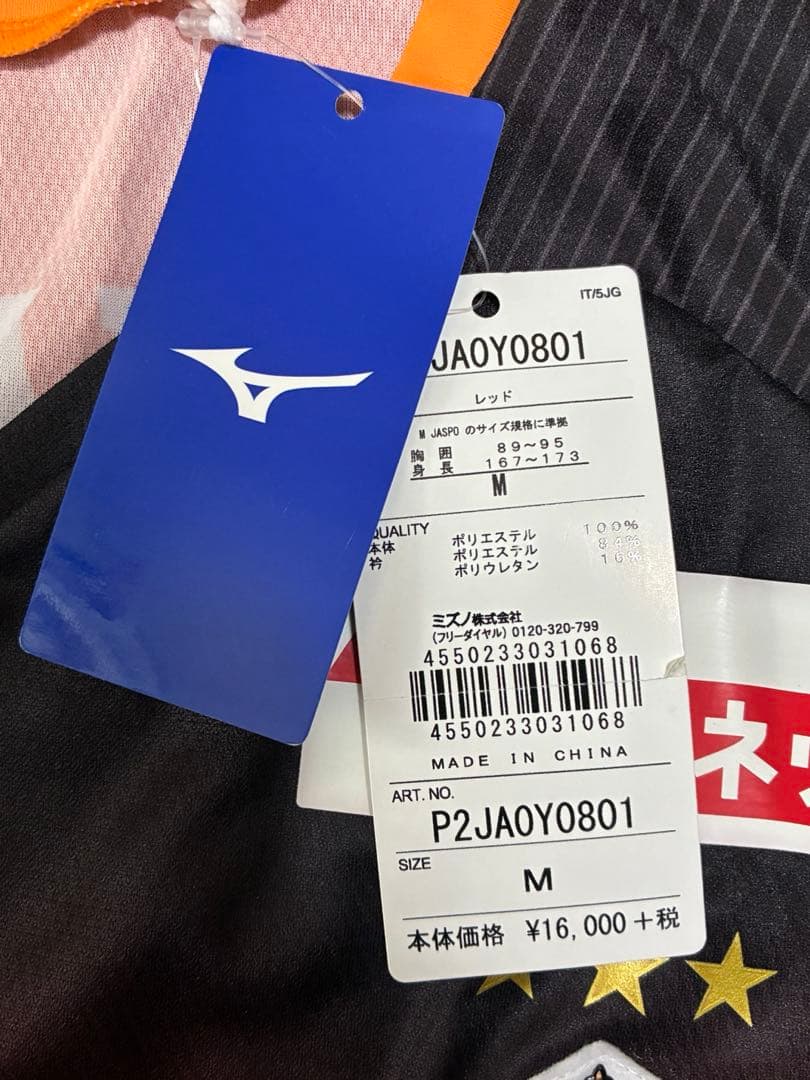 IT/5JG
JA0Y0801
レッド
M JASPO のサイズ規格に準拠
胸 囲 89～95
身 長 167～173
M
QUALITY
本体 ポリエステル 100%
衿 ポリエステル 84%
ポリウレタン 16%
ミズノ株式会社
(フリーダイヤル) 0120-320-799
4550233031068
4550233031068
MADE IN CHINA
ART. NO.
P2JA0Y0801
SIZE
M
本体価格 ¥16,000+税
ネッ